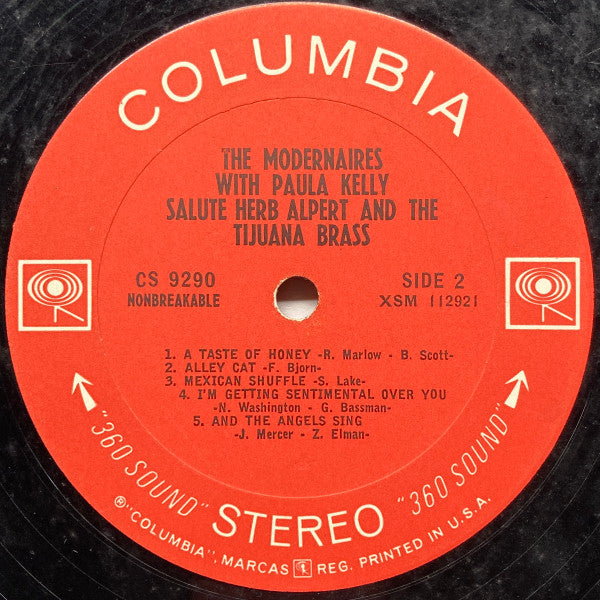 COLUMBIA
THE MODERNAIRES
WITH PAULA KELLY
SALUTE HERB ALPERT AND THE
TIJUANA BRASS
CS 9290
NONBREAKABLE
SIDE 2
XSM 112921
1. A TASTE OF HONEY -R. Marlow - B. Scott-
2. ALLEY CAT -F. Bjorn-
3. MEXICAN SHUFFLE -S. Lake-
4. I'M GETTING SENTIMENTAL OVER YOU
-N. Washington - G. Bassman-
5. AND THE ANGELS SING
-J. Mercer - Z. Elman-
"360 SOUND" STEREO "360 SOUND"
®"COLUMBIA", MARCAS REG. PRINTED IN U.S.A.